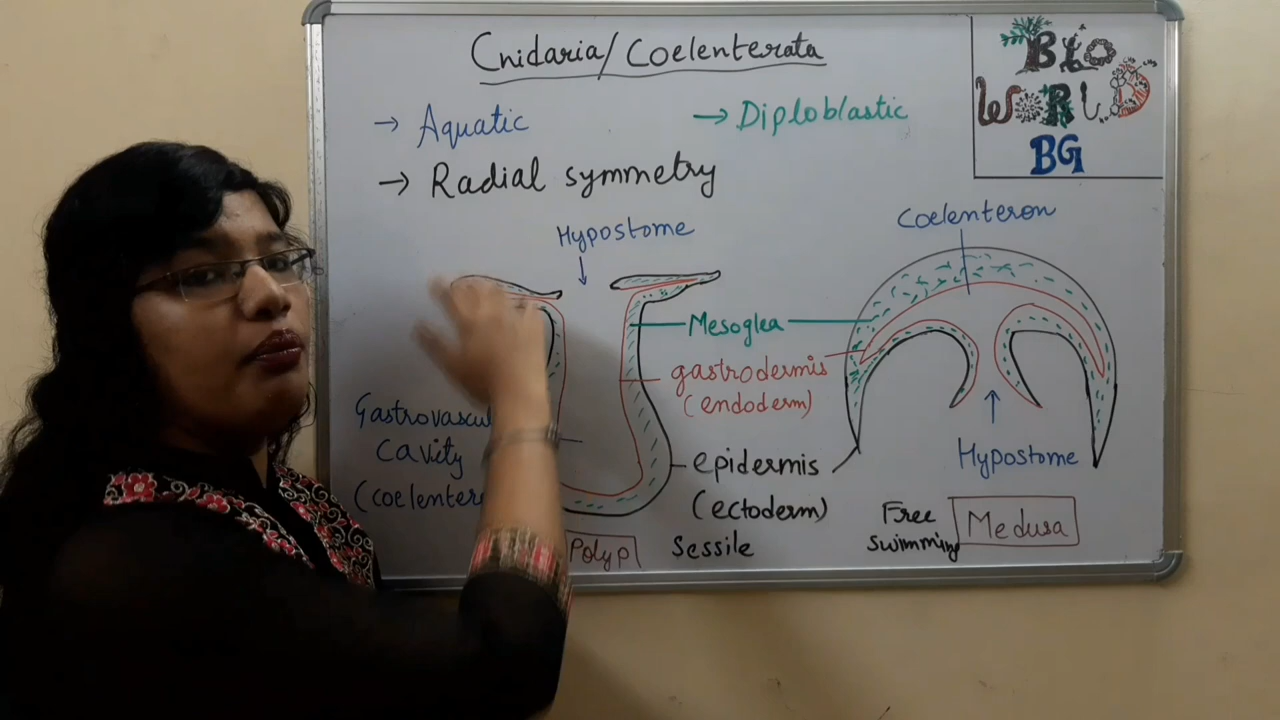 Cnidaria/Coelenterata
BIO
WORLD
BG
→ Aquatic
→ Diploblastic
→ Radial symmetry
Hypostome
Coelenteron
Mesoglea
gastrodermis
(endoderm)
Cavity
epidermis
(ectoderm)
Hypostome
Polyp
Sessile
Free
Swimming
Medusa